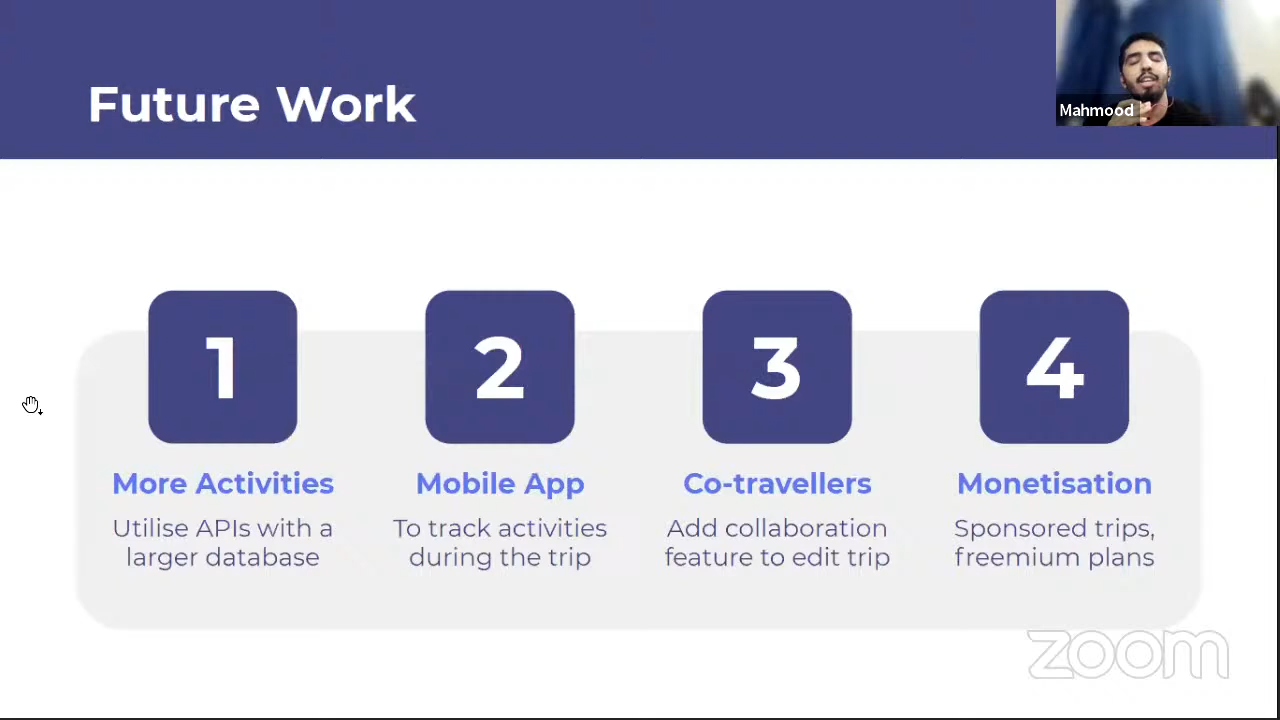 Future Work
Mahmood
1
2
3
4
More Activities
Utilise APIs with a
larger database
Mobile App
To track activities
during the trip
Co-travellers
Add collaboration
feature to edit trip
Monetisation
Sponsored trips,
freemium plans
zoom